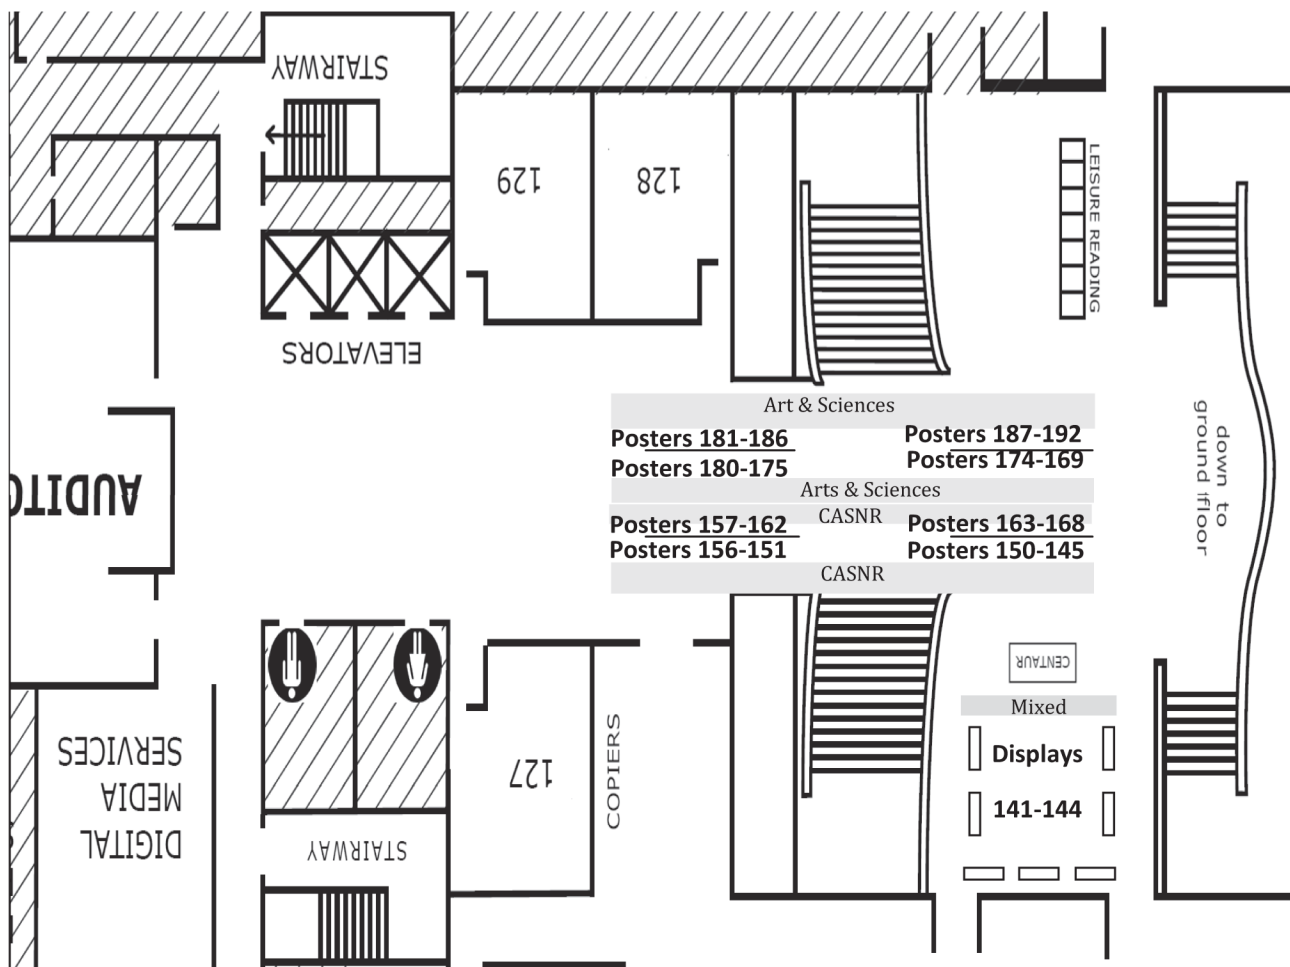 STAIRWAY
129
128
LEISURE READING
ELEVATORS
Art & Sciences
Posters 181-186
Posters 187-192
Posters 180-175
Posters 174-169
Arts & Sciences
CASNR
Posters 157-162
Posters 163-168
Posters 156-151
Posters 150-145
CASNR
AUDITO
down to
ground floor
CENTAUR
Mixed
Displays
141-144
127
COPIERS
STAIRWAY
DIGITAL
MEDIA
SERVICES